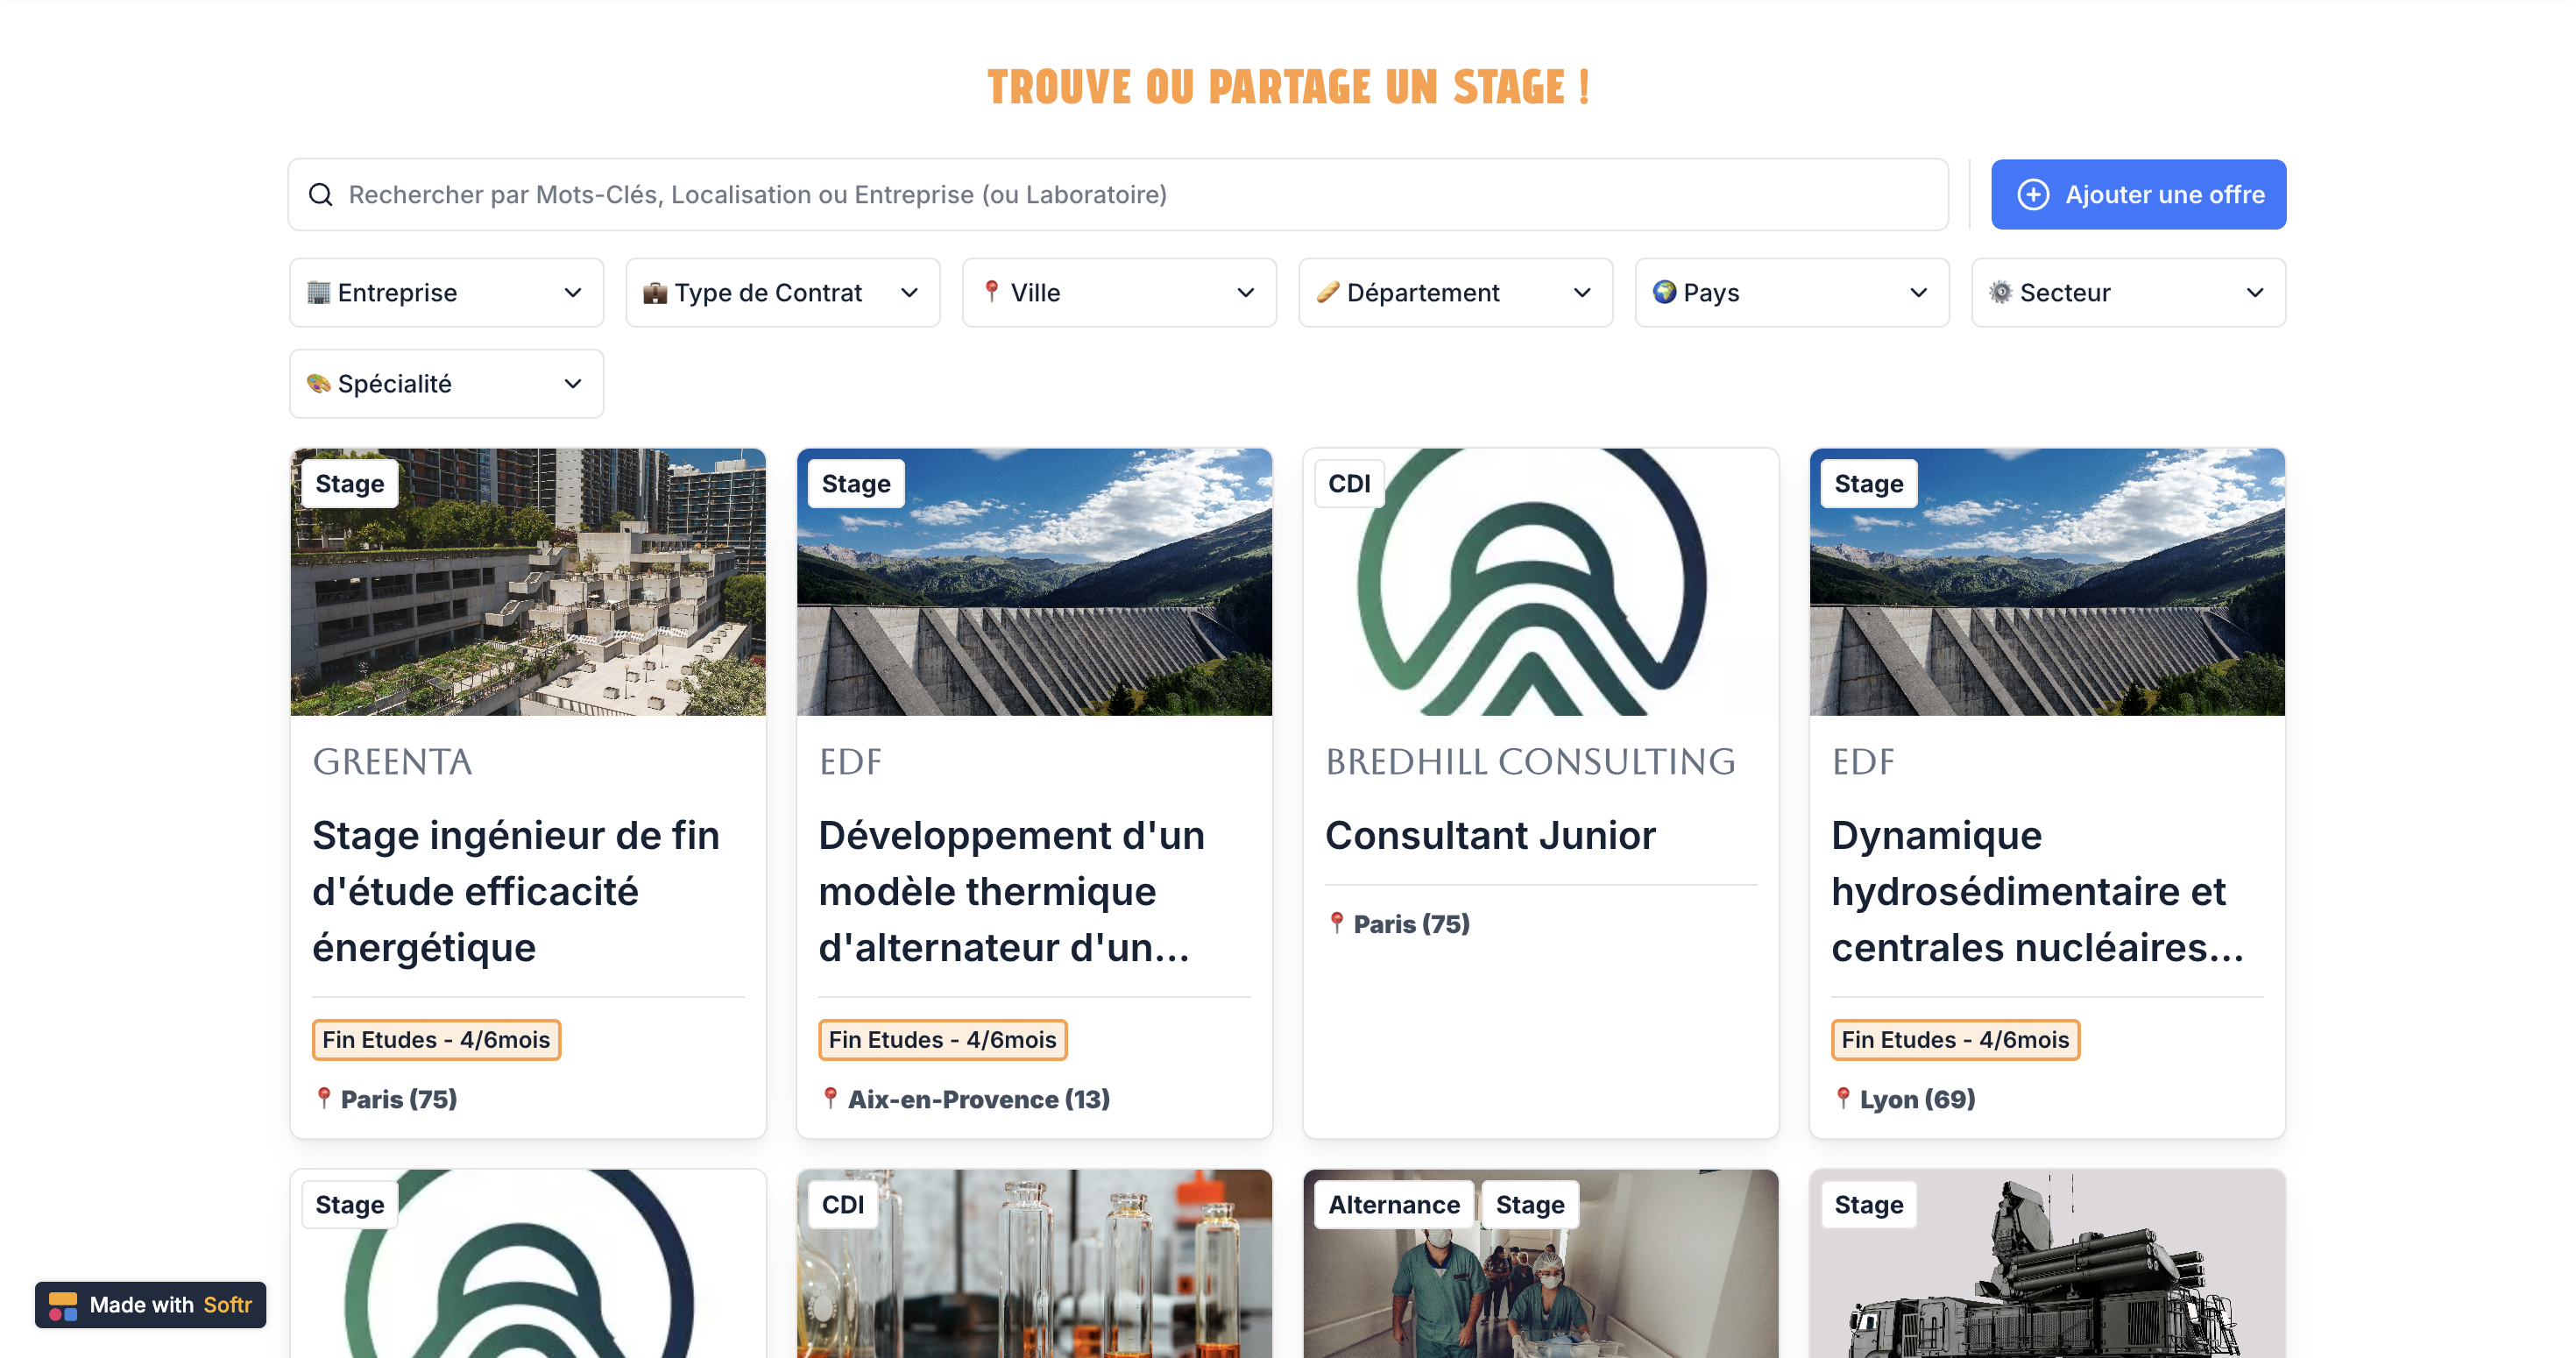 TROUVE OU PARTAGE UN STAGE !
Rechercher par Mots-Clés, Localisation ou Entreprise (ou Laboratoire)
Ajouter une offre
Entreprise
Type de Contrat
Ville
Département
Pays
Secteur
Spécialité
Stage
GREENTA
Stage ingénieur de fin
d'étude efficacité
énergétique
Fin Etudes - 4/6mois
Paris (75)
Stage
EDF
Développement d'un
modèle thermique
d'alternateur d'un...
Fin Etudes - 4/6mois
Aix-en-Provence (13)
CDI
BREDHILL CONSULTING
Consultant Junior
Paris (75)
Stage
EDF
Dynamique
hydrosédimentaire et
centrales nucléaires...
Fin Etudes - 4/6mois
Lyon (69)
Stage
CDI
Alternance
Stage
Stage
Made with Softr